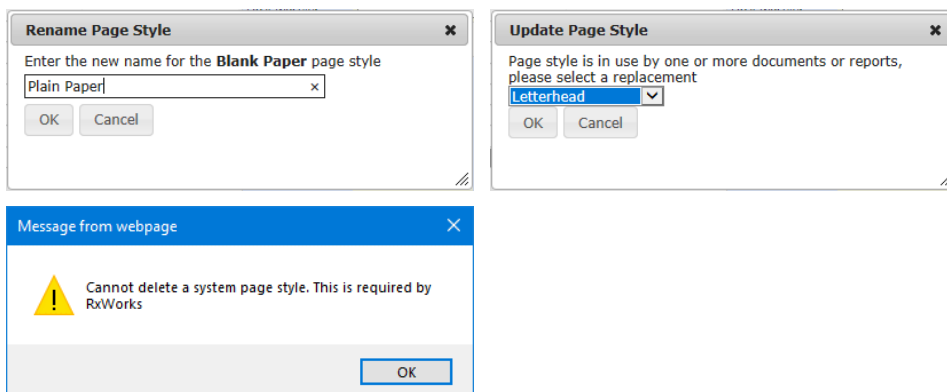 Rename Page Style
Enter the new name for the Blank Paper page style
Plain Paper
OK Cancel
Update Page Style
Page style is in use by one or more documents or reports,
please select a replacement
Letterhead
OK Cancel
Message from webpage
Cannot delete a system page style. This is required by
RxWorks
OK